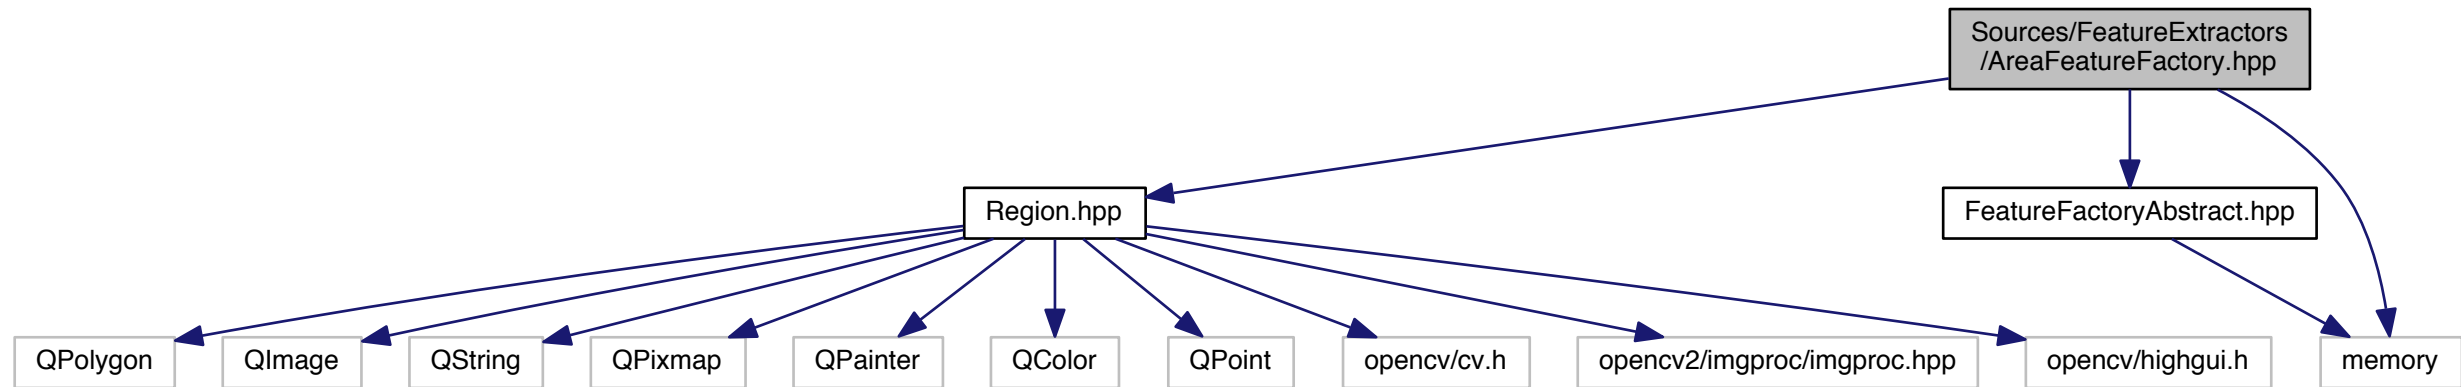 Sources/FeatureExtractors
/AreaFeatureFactory.hpp
Region.hpp
FeatureFactoryAbstract.hpp
QPolygon
QImage
QString
QPixmap
QPainter
QColor
QPoint
opencv/cv.h
opencv2/imgproc/imgproc.hpp
opencv/highgui.h
memory